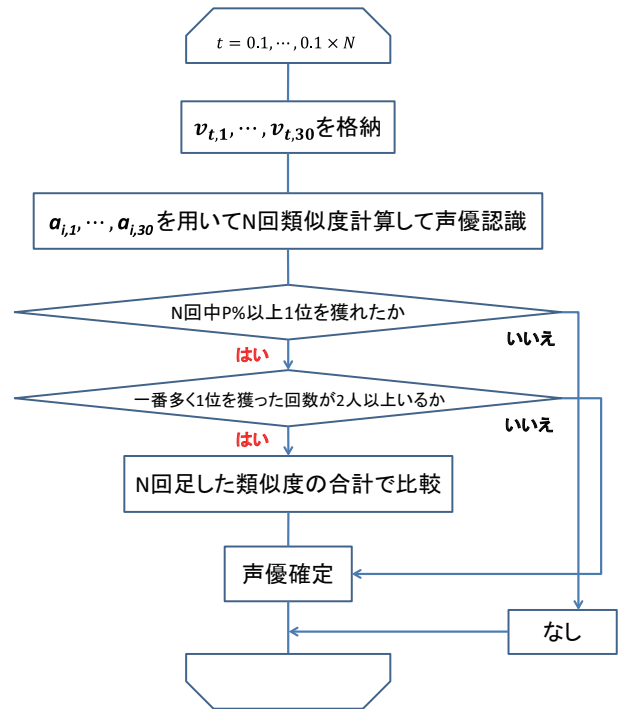 t = 0.1, ⋯, 0.1 × N
v_{t,1}, ⋯, v_{t,30}を格納
a_{i,1}, ⋯, a_{i,30}を用いてN回類似度計算して声優認識
N回中P%以上1位を獲れたか
いいえ
はい
一番多く1位を獲った回数が2人以上いるか
いいえ
はい
N回足した類似度の合計で比較
声優確定
なし